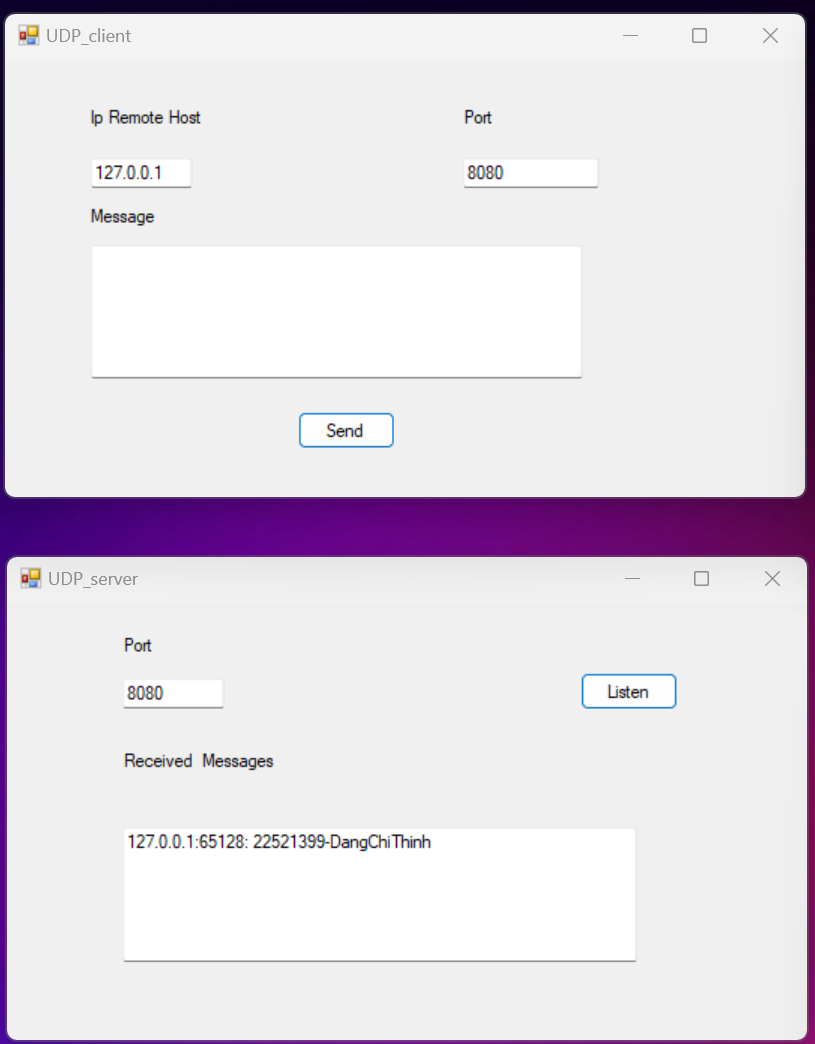 UDP_client
Ip Remote Host Port
127.0.0.1 8080
Message
Send
UDP_server
Port
8080 Listen
Received Messages
127.0.0.1:65128: 22521399-DangChiThinh